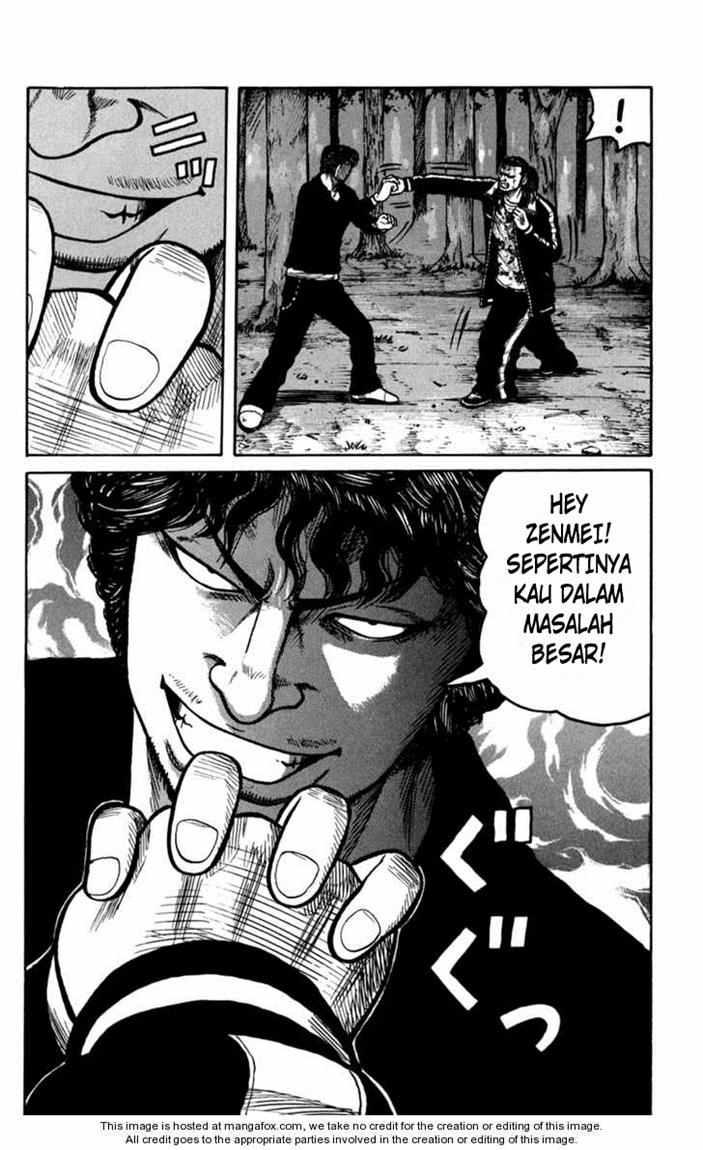 !
HEY
ZENMEI!
SEPERTINYA
KAU DALAM
MASALAH
BESAR!
ぐ
ぐっ
This image is hosted at mangafox.com, we take no credit for the creation or editing of this image.
All credit goes to the appropriate parties involved in the creation or editing of this image.